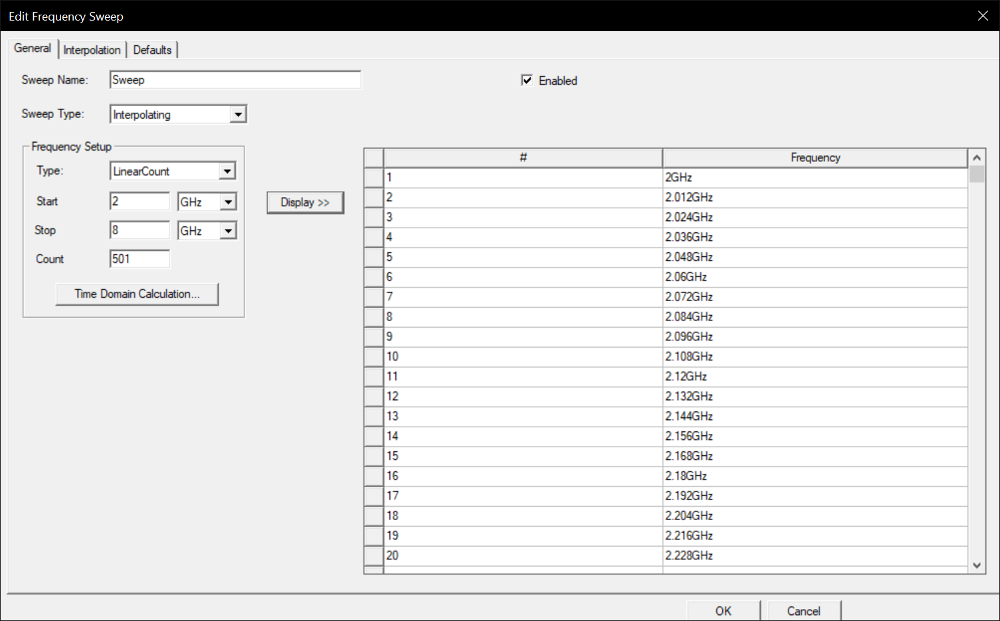 Edit Frequency Sweep
General Interpolation Defaults
Sweep Name: Sweep Enabled
Sweep Type: Interpolating
Frequency Setup
Type: LinearCount
Start 2 GHz
Stop 8 GHz
Count 501
Time Domain Calculation...
Display >>
# Frequency
1 2GHz
2 2.012GHz
3 2.024GHz
4 2.036GHz
5 2.048GHz
6 2.06GHz
7 2.072GHz
8 2.084GHz
9 2.096GHz
10 2.108GHz
11 2.12GHz
12 2.132GHz
13 2.144GHz
14 2.156GHz
15 2.168GHz
16 2.18GHz
17 2.192GHz
18 2.204GHz
19 2.216GHz
20 2.228GHz
OK Cancel